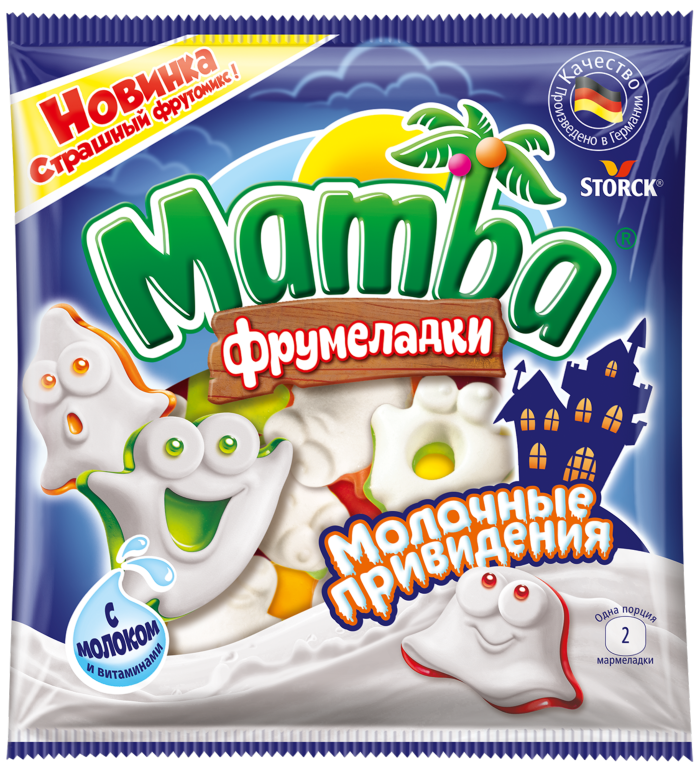 Новинка
Страшный фрутомикс!
Качество
Произведено в Германии
STORCK®
Mamba®
фрумеладки
Молочные
привидения
с
молоком
и витаминами
Одна порция
2
мармеладки